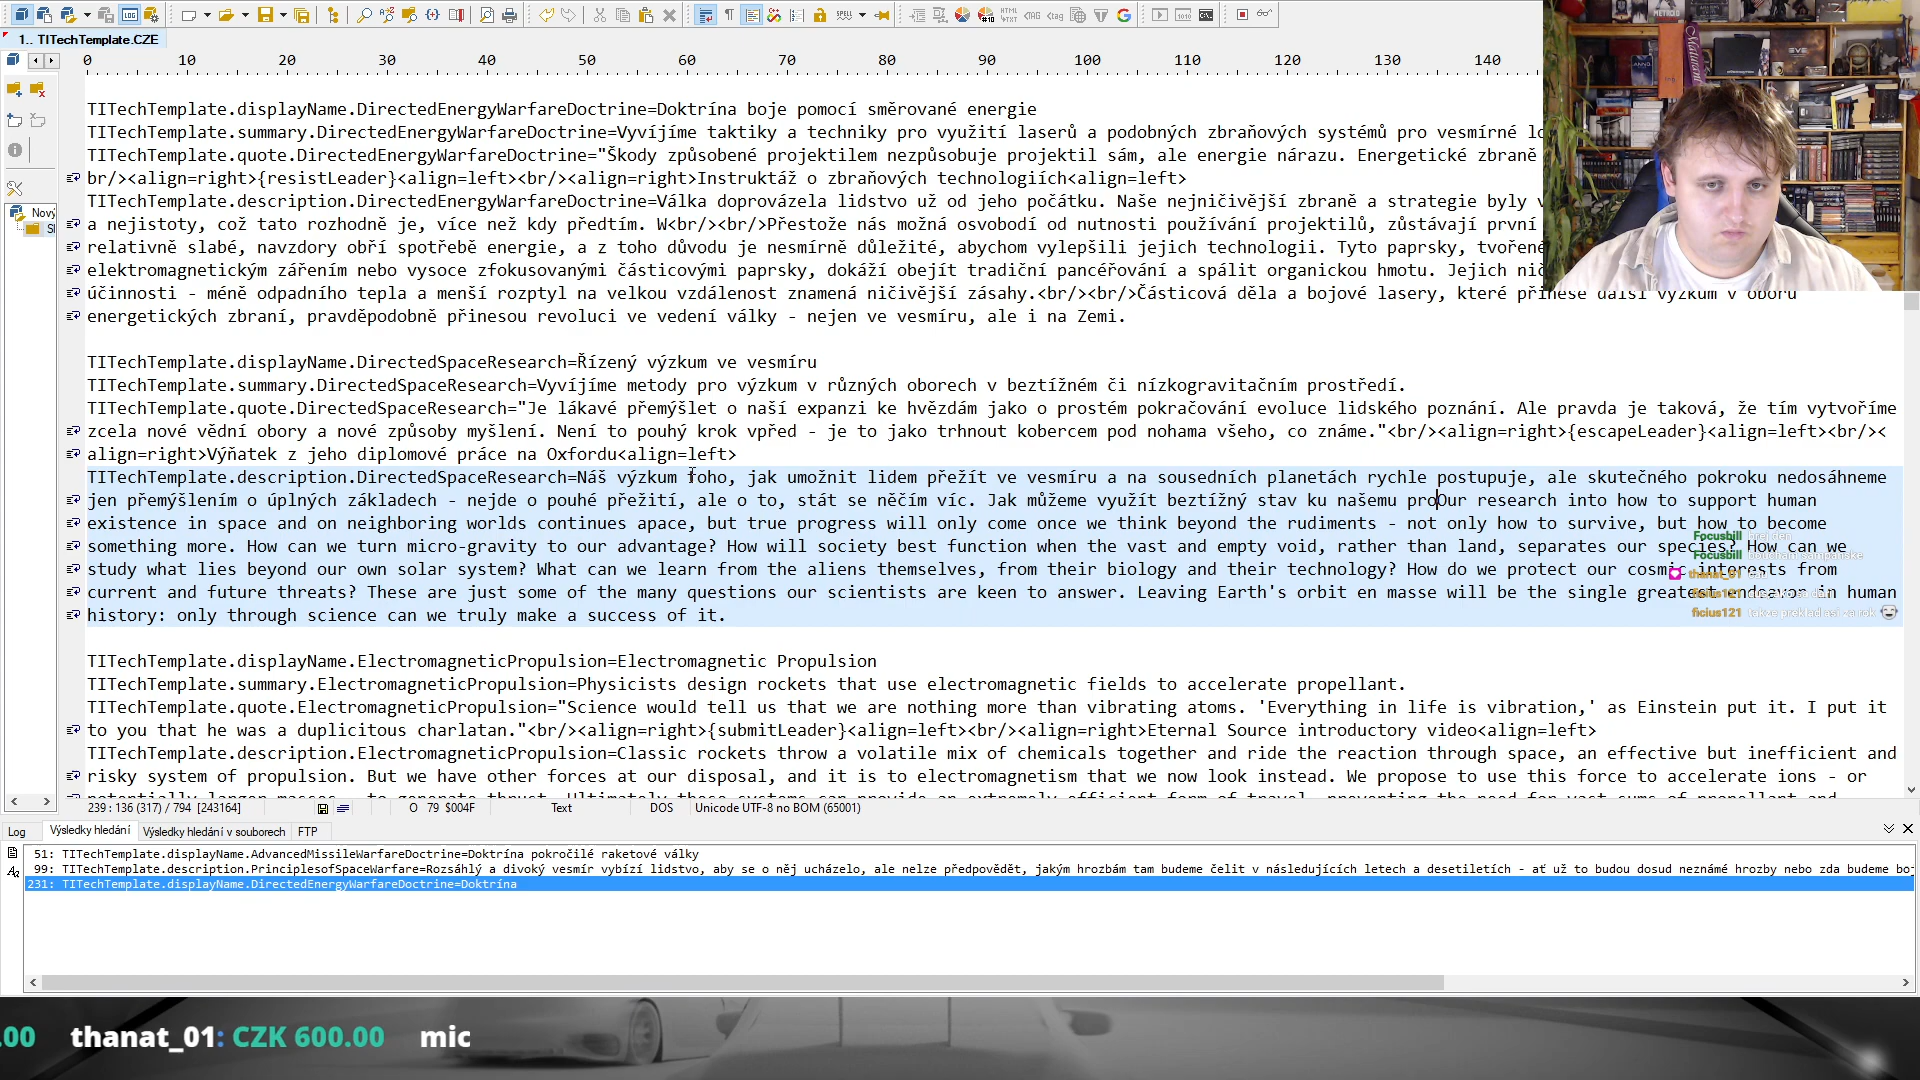 1.. TITechTemplate.CZE
0 10 20 30 40 50 60 70 80 90 100 110 120 130 140
TITechTemplate.displayName.DirectedEnergyWarfareDoctrine=Doktrína boje pomocí směrované energie
TITechTemplate.summary.DirectedEnergyWarfareDoctrine=Vyvíjíme taktiky a techniky pro využití laserů a podobných zbraňových systémů pro vesmírné
TITechTemplate.quote.DirectedEnergyWarfareDoctrine="Škody způsobené projektilem nezpůsobuje projektil sám, ale energie nárazu. Energetické zbraně
br/><align=right>{resistLeader}<align=left><br/><align=right>Instruktáž o zbraňových technologiích<align=left>
TITechTemplate.description.DirectedEnergyWarfareDoctrine=Válka doprovázela lidstvo už od jeho počátku. Naše nejničivější zbraně a strategie byly
a nejistoty, což tato rozhodně je, více než kdy předtím. W<br/><br/>Přestože nás možná osvobodí od nutnosti používání projektilů, zůstávají první
relativně slabé, navzdory obří spotřebě energie, a z toho důvodu je nesmírně důležité, abychom vylepšili jejich technologii. Tyto paprsky,
elektromagnetickým zářením nebo vysoce zfokusovanými částicovými paprsky, dokáží obejít tradiční pancéřování a spálit organickou hmotu. Jejich
účinnosti - méně odpadního tepla a menší rozptyl na velkou vzdálenost znamená ničivější zásahy.<br/><br/>Částicová děla a bojové lasery, které přinese další výzkum v oboru
energetických zbraní, pravděpodobně přinesou revoluci ve vedení války - nejen ve vesmíru, ale i na Zemi.
TITechTemplate.displayName.DirectedSpaceResearch=Řízený výzkum ve vesmíru
TITechTemplate.summary.DirectedSpaceResearch=Vyvíjíme metody pro výzkum v různých oborech v beztížném či nízkogravitačním prostředí.
TITechTemplate.quote.DirectedSpaceResearch="Je lákavé přemýšlet o naší expanzi ke hvězdám jako o prostém pokračování evoluce lidského poznání. Ale pravda je taková, že tím vytvoříme
zcela nové vědní obory a nové způsoby myšlení. Není to pouhý krok vpřed - je to jako trhnout kobercem pod nohama všeho, co známe."<br/><align=right>{escapeLeader}<align=left><br/><
align=right>Výňatek z jeho diplomové práce na Oxfordu<align=left>
TITechTemplate.description.DirectedSpaceResearch=Náš výzkum toho, jak umožnit lidem přežít ve vesmíru a na sousedních planetách rychle postupuje, ale skutečného pokroku nedosáhneme
jen přemýšlením o úplných základech - nejde o pouhé přežití, ale o to, stát se něčím víc. Jak můžeme využít beztížný stav ku našemu proOur research into how to support human
existence in space and on neighboring worlds continues apace, but true progress will only come once we think beyond the rudiments - not only how to survive, but how to become
something more. How can we turn micro-gravity to our advantage? How will society best function when the vast and empty void, rather than land, separates our species? How can we
study what lies beyond our own solar system? What can we learn from the aliens themselves, from their biology and their technology? How do we protect our cosmic interests from
current and future threats? These are just some of the many questions our scientists are keen to answer. Leaving Earth's orbit en masse will be the single greatest endeavor in human
history: only through science can we truly make a success of it.
Focusbill
Focusbill
thanat_01
ficius121
ficius121
TITechTemplate.displayName.ElectromagneticPropulsion=Electromagnetic Propulsion
TITechTemplate.summary.ElectromagneticPropulsion=Physicists design rockets that use electromagnetic fields to accelerate propellant.
TITechTemplate.quote.ElectromagneticPropulsion="Science would tell us that we are nothing more than vibrating atoms. 'Everything in life is vibration,' as Einstein put it. I put it
to you that he was a duplicitous charlatan."<br/><align=right>{submitLeader}<align=left><br/><align=right>Eternal Source introductory video<align=left>
TITechTemplate.description.ElectromagneticPropulsion=Classic rockets throw a volatile mix of chemicals together and ride the reaction through space, an effective but inefficient and
risky system of propulsion. But we have other forces at our disposal, and it is to electromagnetism that we now look instead. We propose to use this force to accelerate ions - or
239 : 136 (317) / 794 [243164] O 79 $004F Text DOS Unicode UTF-8 no BOM (65001)
Log Výsledky hledání Výsledky hledání v souborech FTP
51: TITechTemplate.displayName.AdvancedMissileWarfareDoctrine=Doktrína pokročilé raketové války
99: TITechTemplate.description.PrinciplesofSpaceWarfare=Rozsáhlý a divoký vesmír vybízí lidstvo, aby se o něj ucházelo, ale nelze předpovědět, jakým hrozbám tam budeme čelit v následujících letech a desetiletích - ať už to budou dosud neznámé hrozby nebo zda budeme
231: TITechTemplate.displayName.DirectedEnergyWarfareDoctrine=Doktrína
.00 thanat_01: CZK 600.00 mic